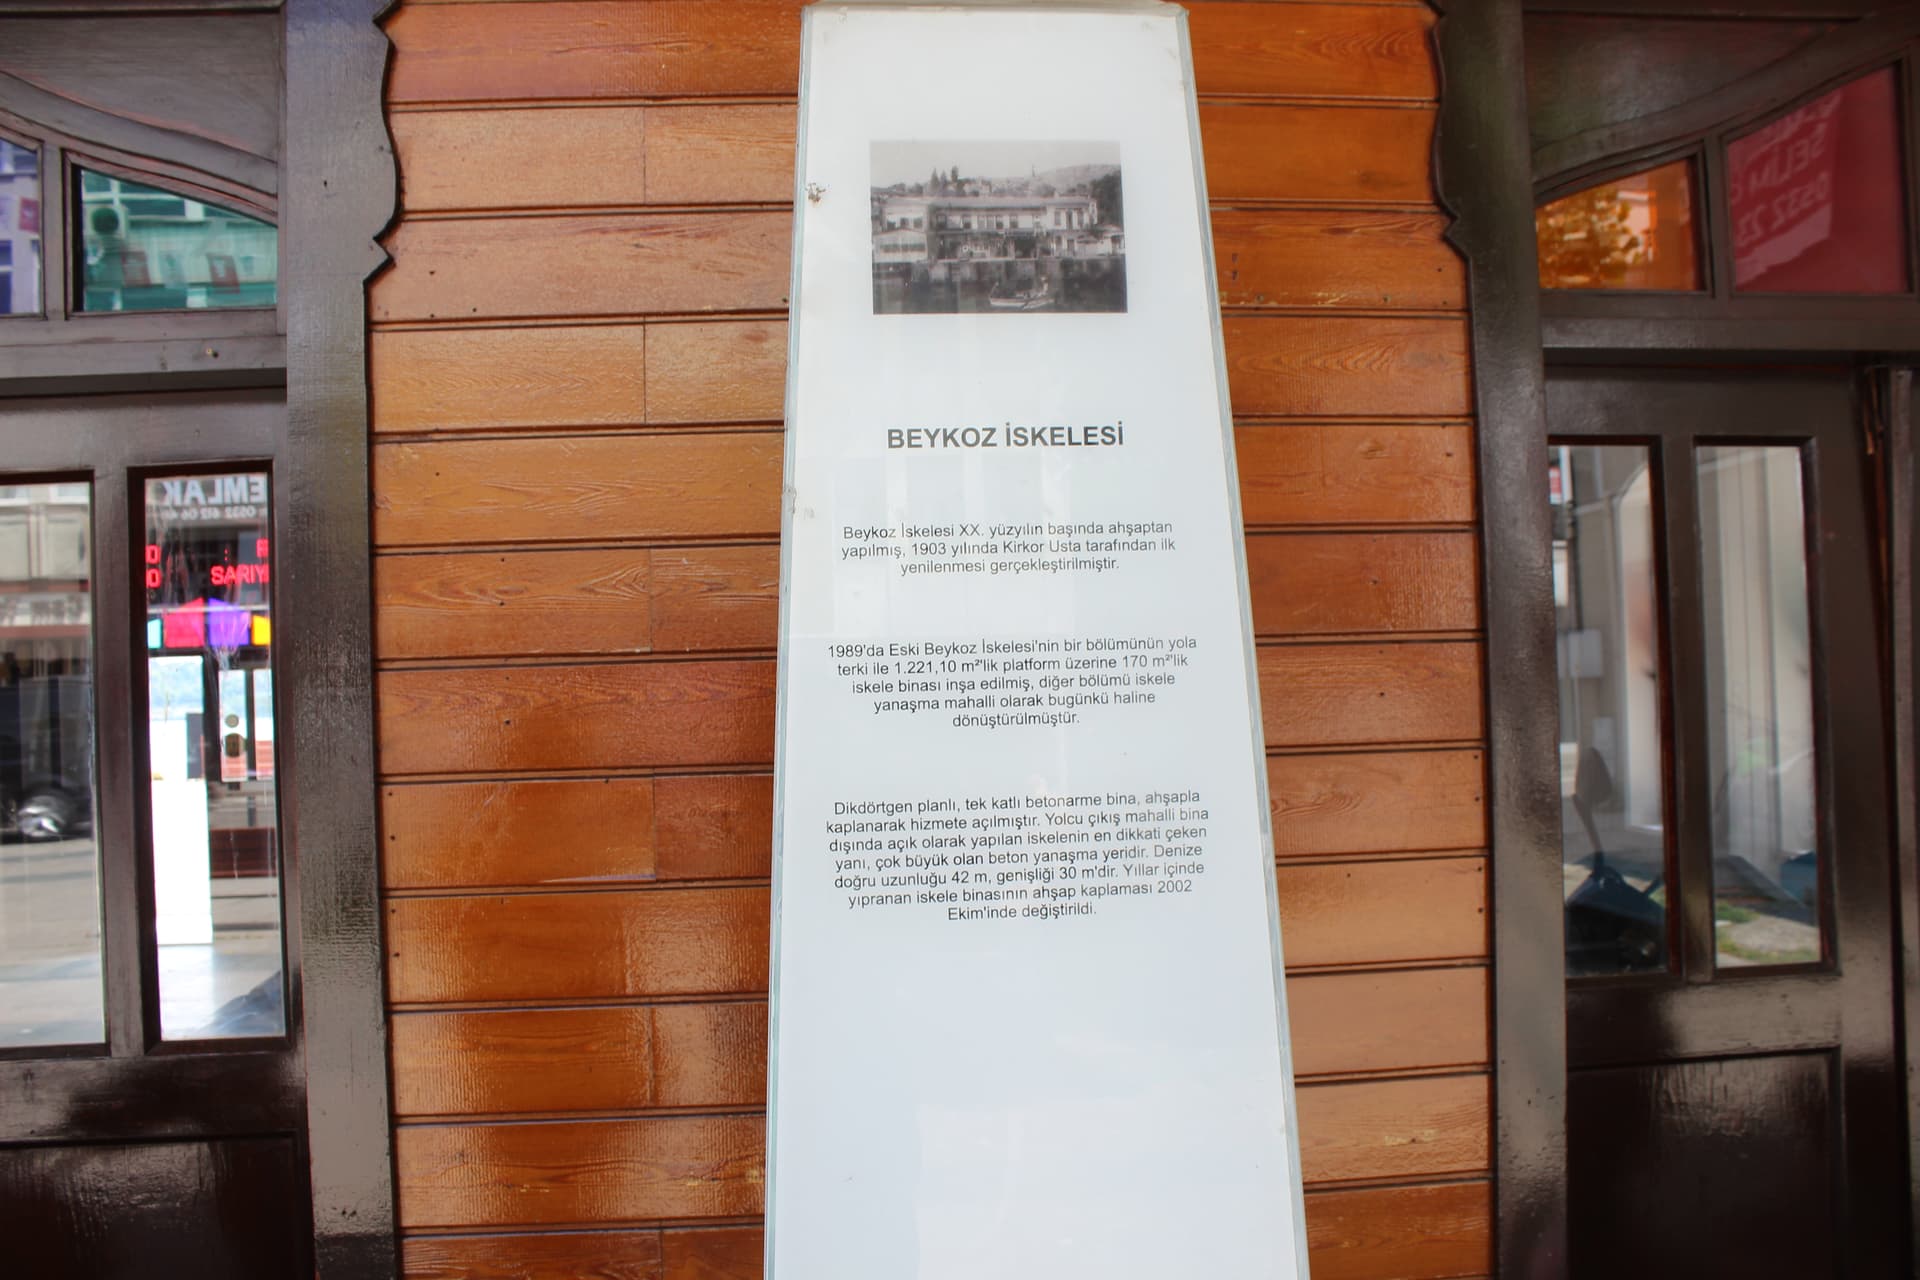 BEYKOZ İSKELESİ
Beykoz İskelesi XX. yüzyılın başında ahşaptan
yapılmış, 1903 yılında Kirkor Usta tarafından ilk
yenilenmesi gerçekleştirilmiştir.
1989'da Eski Beykoz İskelesi'nin bir bölümünün yola
terki ile 1.221,10 m²'lik platform üzerine 170 m²'lik
iskele binası inşa edilmiş, diğer bölümü iskele
yanaşma mahalli olarak bugünkü haline
dönüştürülmüştür.
Dikdörtgen planlı, tek katlı betonarme bina, ahşapla
kaplanarak hizmete açılmıştır. Yolcu çıkış mahalli bina
dışında açık olarak yapılan iskelenin en dikkati çeken
yanı, çok büyük olan beton yanaşma yeridir. Denize
doğru uzunluğu 42 m, genişliği 30 m'dir. Yıllar içinde
yıpranan iskele binasının ahşap kaplaması 2002
Ekim'inde değiştirildi.
EMLAK
SELİM
0532 23